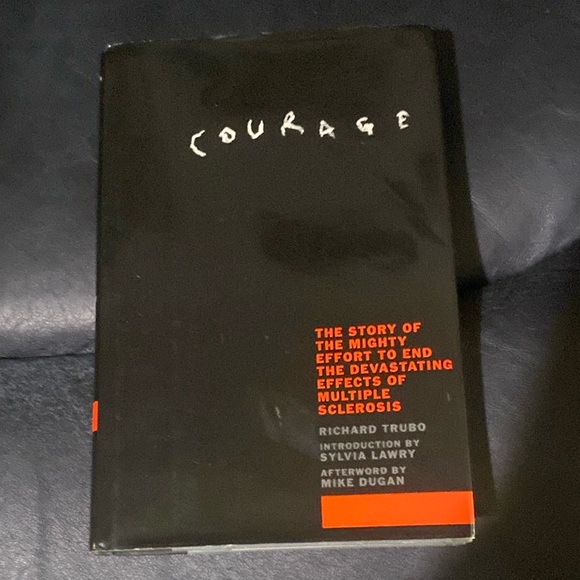 COURAGE
THE STORY OF
THE MIGHTY
EFFORT TO END
THE DEVASTATING
EFFECTS OF
MULTIPLE
SCLEROSIS
RICHARD TRUBO
INTRODUCTION BY
SYLVIA LAWRY
AFTERWORD BY
MIKE DUGAN